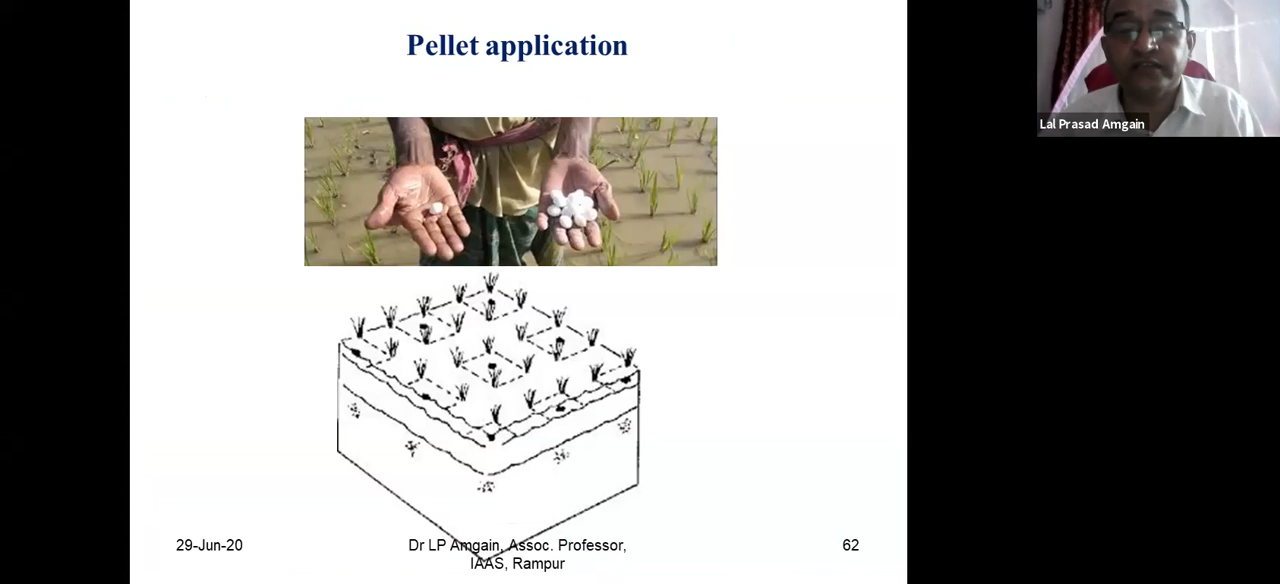 Pellet application
Lal Prasad Amgain
29-Jun-20
Dr LP Amgain, Assoc. Professor,
IAAS, Rampur
62